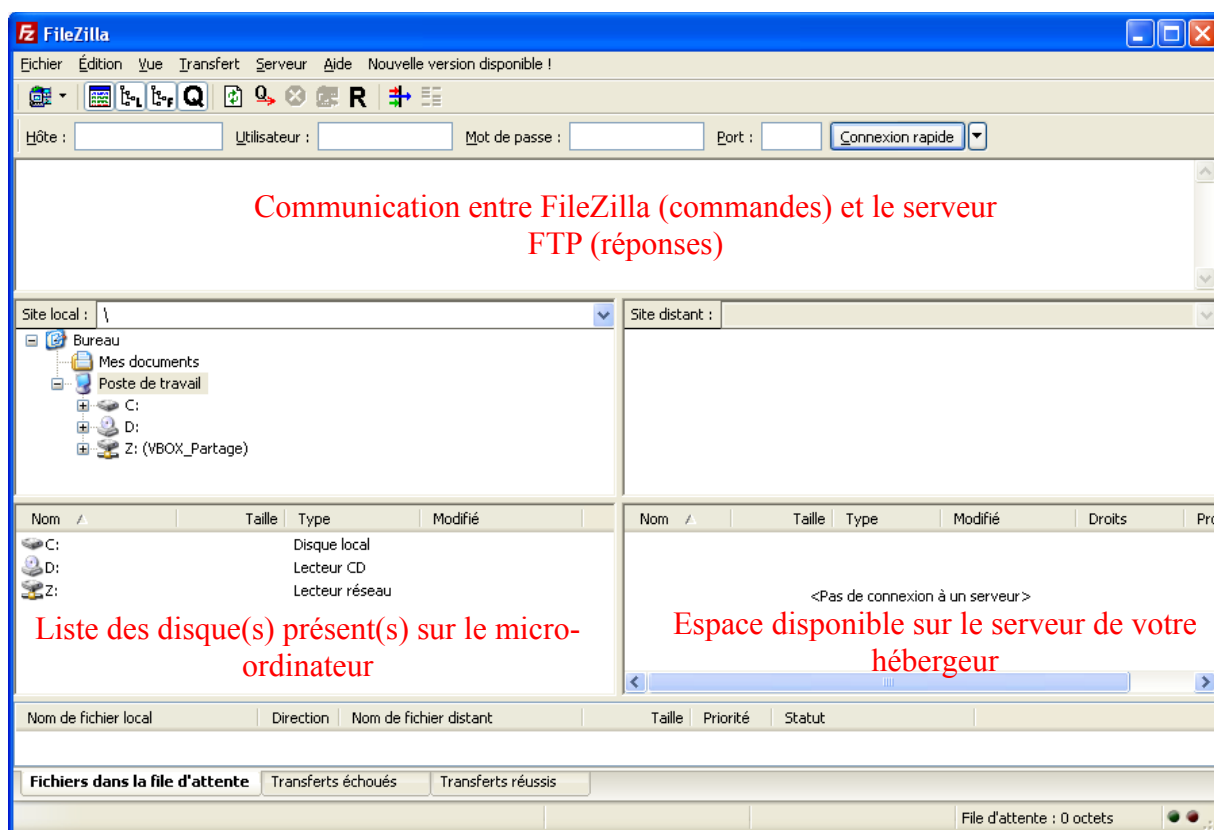 FileZilla
Fichier Édition Vue Transfert Serveur Aide Nouvelle version disponible !
L F Q Q R
Hôte : Utilisateur : Mot de passe : Port : Connexion rapide
Communication entre FileZilla (commandes) et le serveur
FTP (réponses)
Site local : \ Site distant :
Bureau
Mes documents
Poste de travail
C:
D:
Z: (VBOX_Partage)
Nom Taille Type Modifié Nom Taille Type Modifié Droits Pro
C: Disque local
D: Lecteur CD
Z: Lecteur réseau
<Pas de connexion à un serveur>
Liste des disque(s) présent(s) sur le micro-
ordinateur
Espace disponible sur le serveur de votre
hébergeur
Nom de fichier local Direction Nom de fichier distant Taille Priorité Statut
Fichiers dans la file d'attente Transferts échoués Transferts réussis
File d'attente : 0 octets